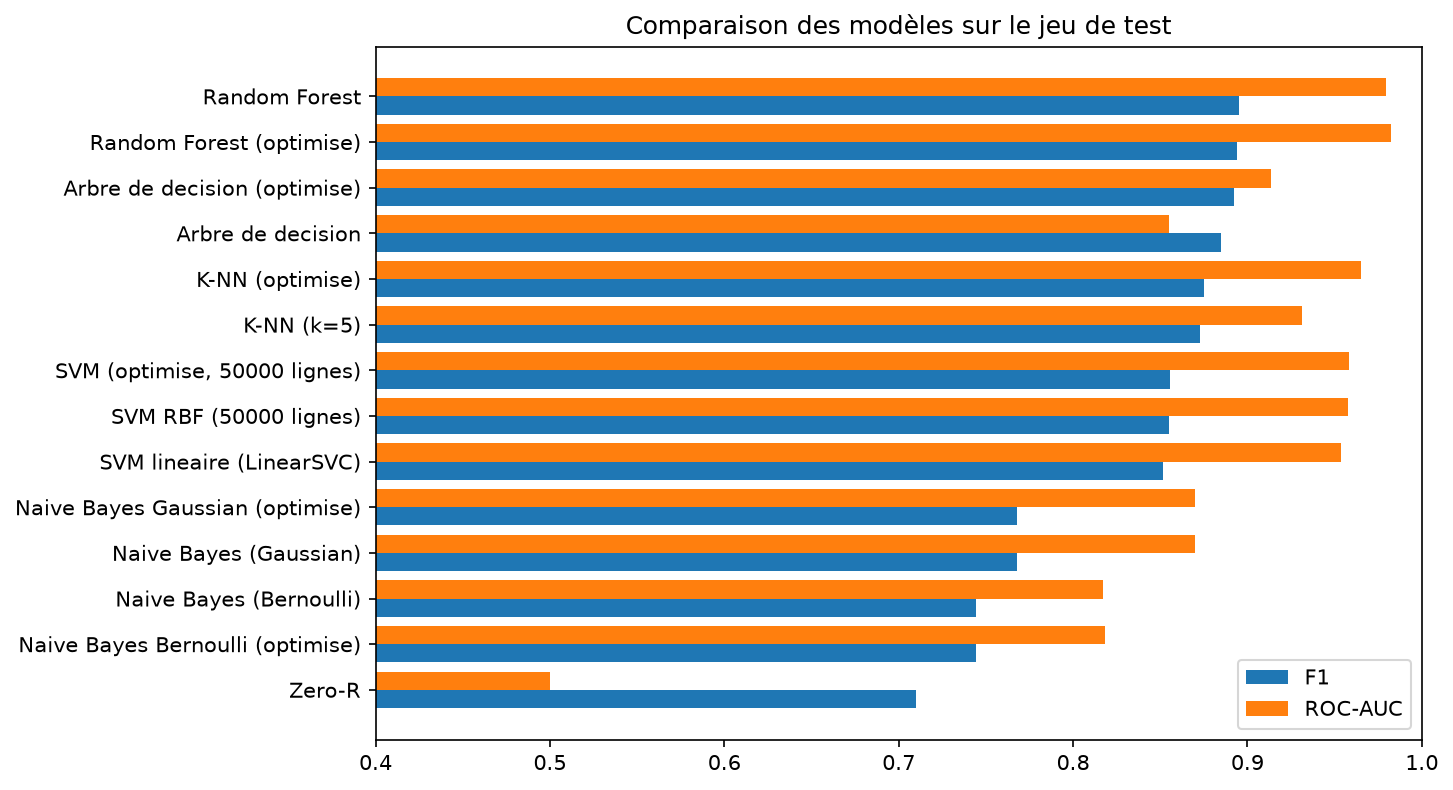 Comparaison des modèles sur le jeu de test
Random Forest
Random Forest (optimise)
Arbre de decision (optimise)
Arbre de decision
K-NN (optimise)
K-NN (k=5)
SVM (optimise, 50000 lignes)
SVM RBF (50000 lignes)
SVM lineaire (LinearSVC)
Naive Bayes Gaussian (optimise)
Naive Bayes (Gaussian)
Naive Bayes (Bernoulli)
Naive Bayes Bernoulli (optimise)
Zero-R
F1
ROC-AUC
0.4 0.5 0.6 0.7 0.8 0.9 1.0